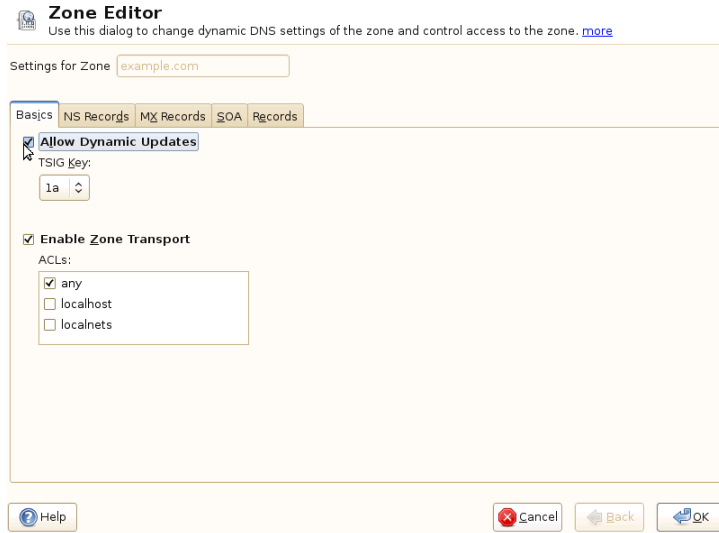 Zone Editor
Use this dialog to change dynamic DNS settings of the zone and control access to the zone. more
Settings for Zone example.com
Basics NS Records MX Records SOA Records
Allow Dynamic Updates
TSIG Key:
1a
Enable Zone Transport
ACLs:
any
localhost
localnets
Help Cancel Back OK